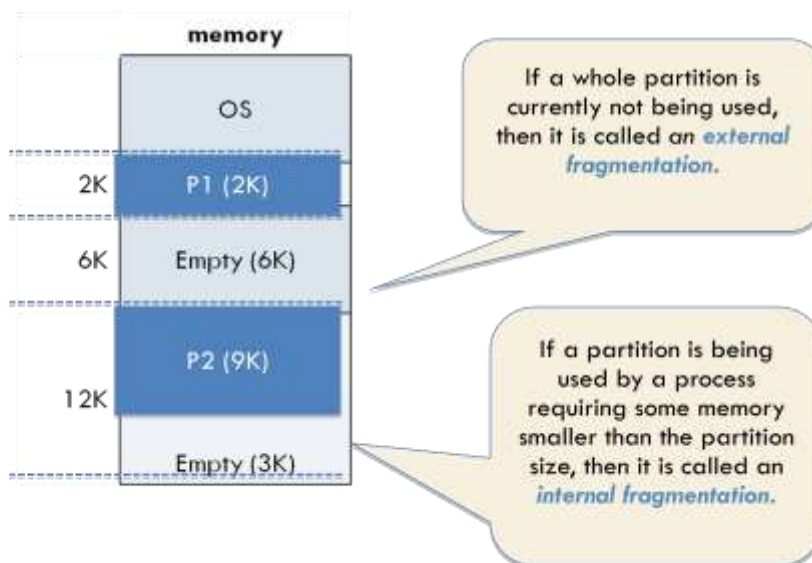 memory
OS
2K
P1 (2K)
6K
Empty (6K)
12K
P2 (9K)
Empty (3K)
If a whole partition is
currently not being used,
then it is called an external
fragmentation.
If a partition is being
used by a process
requiring some memory
smaller than the partition
size, then it is called an
internal fragmentation.